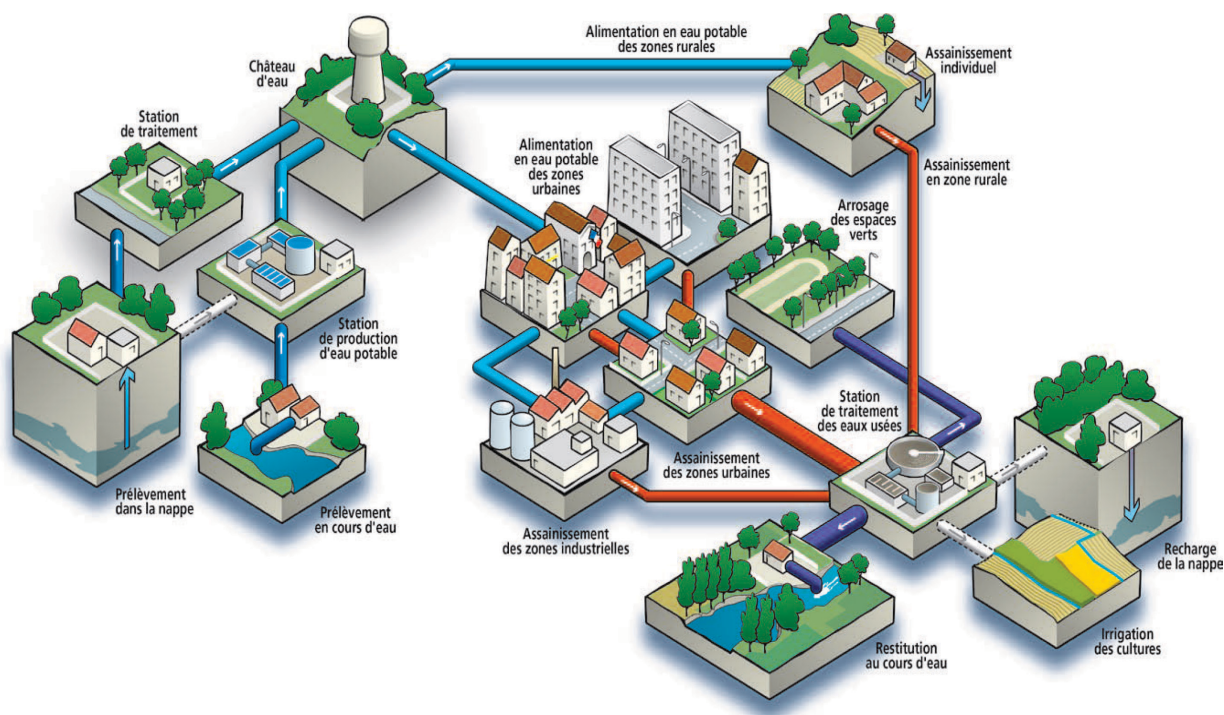 Alimentation en eau potable
des zones rurales
Assainissement
individuel
Château
d'eau
Station
de traitement
Alimentation
en eau potable
des zones
urbaines
Assainissement
en zone rurale
Arrosage
des espaces
verts
Station
de production
d'eau potable
Station
de traitement
des eaux usées
Prélèvement
dans la nappe
Prélèvement
en cours d'eau
Assainissement
des zones urbaines
Assainissement
des zones industrielles
Recharge
de la nappe
Restitution
au cours d'eau
Irrigation
des cultures